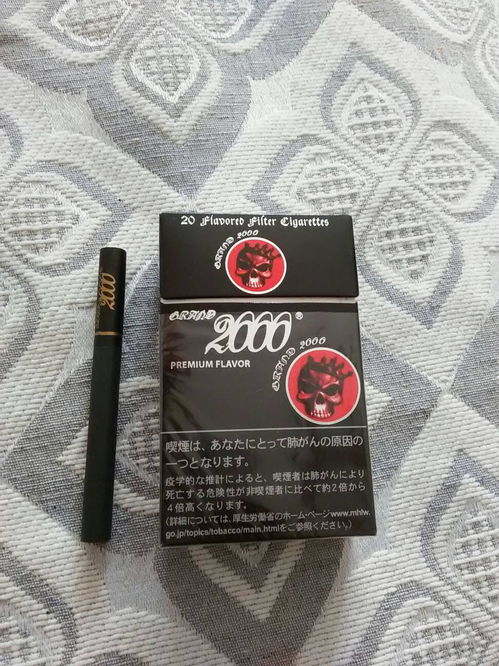 20 Flavored Filter Cigarettes
GRAND 2000
GRAND 2000®
PREMIUM FLAVOR
GRAND 2000
喫煙は、あなたにとって肺がんの原因の
一つとなります。
疫学的な推計によると、喫煙者は肺がんにより
死亡する危険性が非喫煙者に比べて約2倍から
4倍高くなります。
(詳細については、厚生労働省のホーム・ページwww.mhlw.
go.jp/topics/tobacco/main.htmlをご参照ください。)
2000